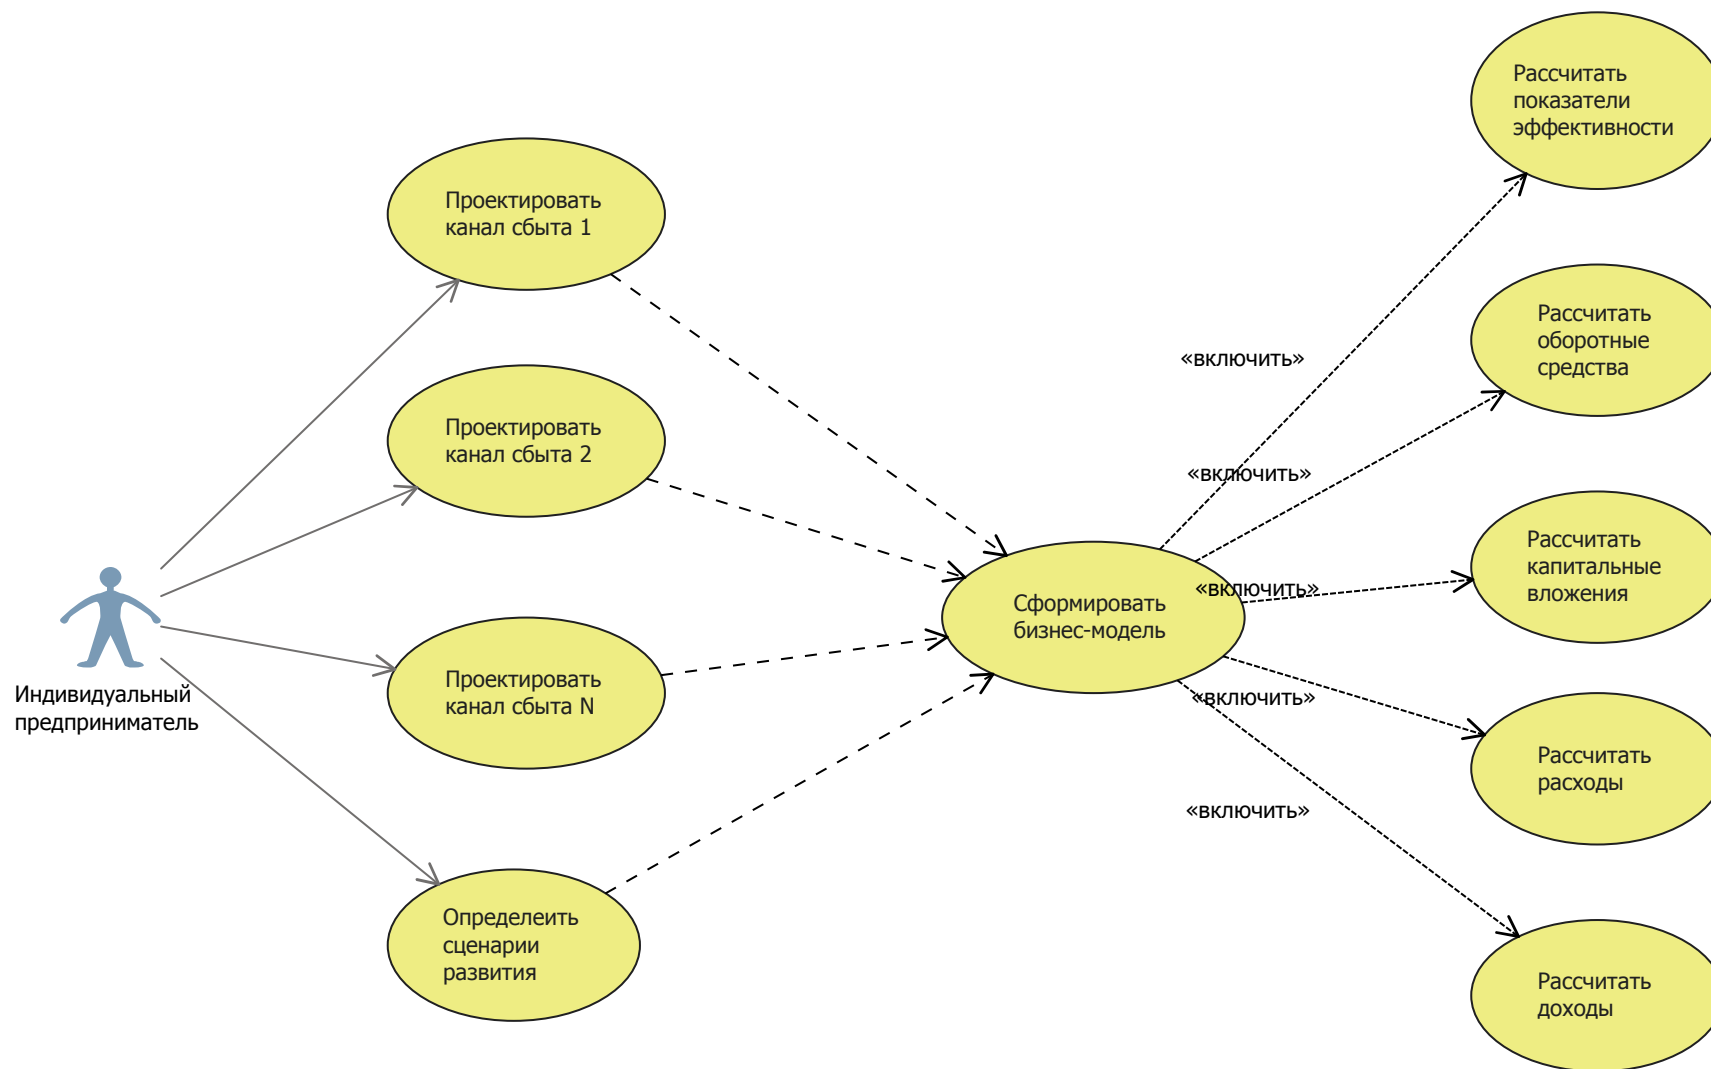 Рассчитать
показатели
эффективности
Проектировать
канал сбыта 1
Рассчитать
оборотные
средства
«включить»
Проектировать
канал сбыта 2
«включить»
Рассчитать
капитальные
вложения
«включить»
Сформировать
бизнес-модель
Индивидуальный
предприниматель
Проектировать
канал сбыта N
«включить»
Рассчитать
расходы
«включить»
Определеить
сценарии
развития
Рассчитать
доходы